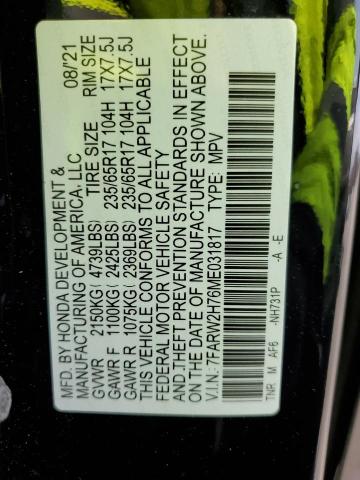 MFD. BY HONDA DEVELOPMENT & 08/'21
MANUFACTURING OF AMERICA, LLC
TIRE SIZE RIM SIZE
GVWR 2150KG ( 4739LBS)
GAWR F 1100KG ( 2425LBS) 235/65R17 104H 17X7.5J
GAWR R 1075KG ( 2369LBS) 235/65R17 104H 17X7.5J
THIS VEHICLE CONFORMS TO ALL APPLICABLE
FEDERAL MOTOR VEHICLE SAFETY
AND.THEFT PREVENTION STANDARDS IN EFFECT
ON THE DATE OF MANUFACTURE SHOWN ABOVE.
V.I.N.: 7FARW2H76ME031817 TYPE: MPV
TNR M AF6 -NH731P -A -E